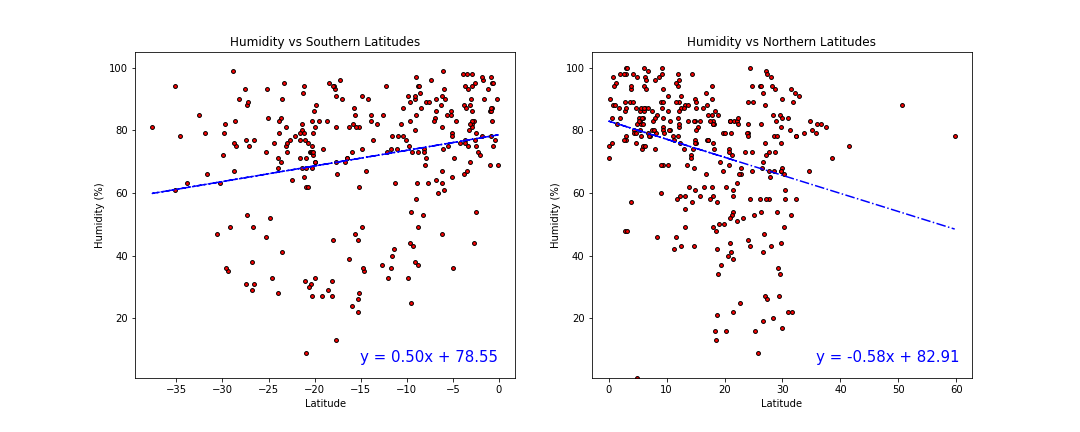 Humidity vs Southern Latitudes
Humidity (%)
100
80
60
40
20
y = 0.50x + 78.55
−35 −30 −25 −20 −15 −10 −5 0
Latitude
Humidity vs Northern Latitudes
Humidity (%)
100
80
60
40
20
y = -0.58x + 82.91
0 10 20 30 40 50 60
Latitude